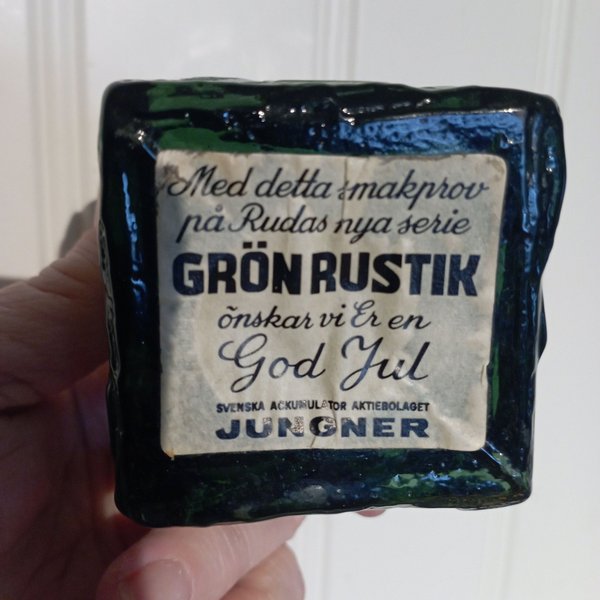 Med detta smakprov
på Rudas nya serie
GRÖN RUSTIK
önskar vi Er en
God Jul
SVENSKA ACKUMULATOR AKTIEBOLAGET
JUNGNER